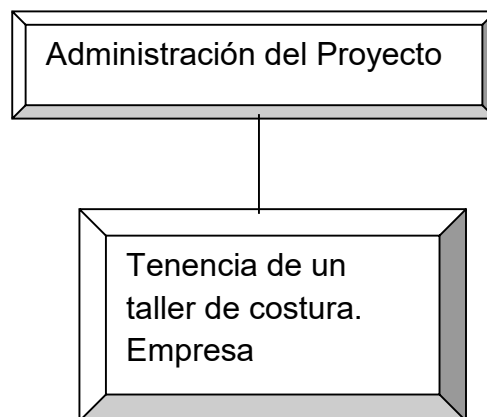 Administración del Proyecto
Tenencia de un
taller de costura.
Empresa